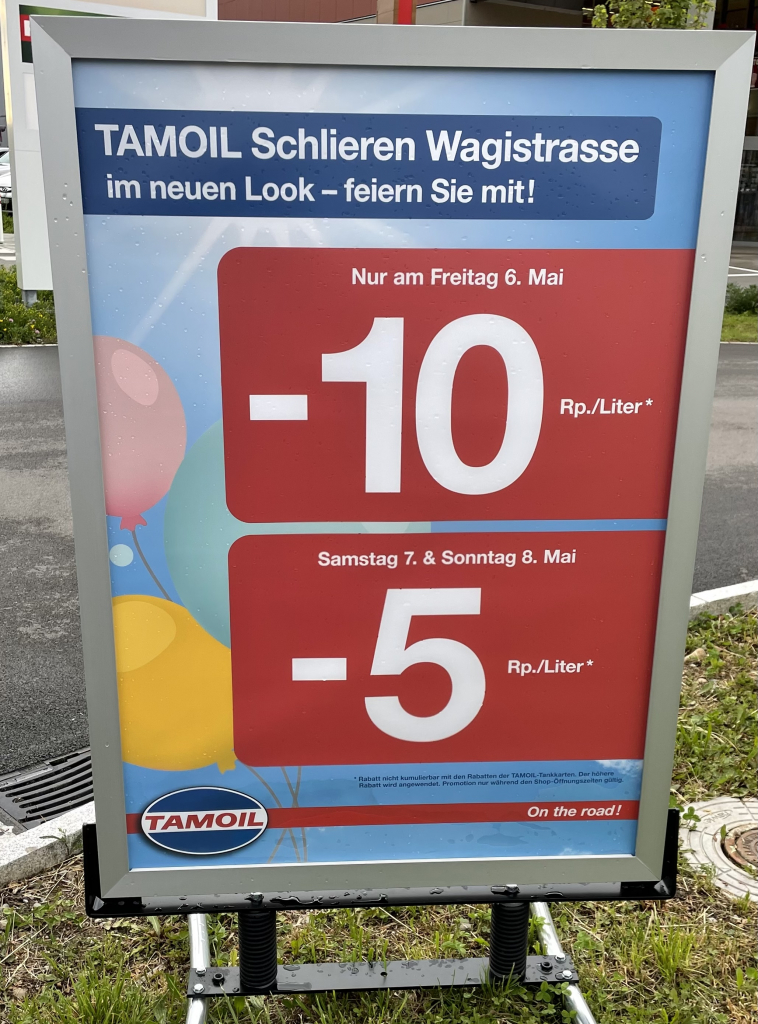 TAMOIL Schlieren Wagistrasse
im neuen Look – feiern Sie mit!
Nur am Freitag 6. Mai
-10 Rp./Liter*
Samstag 7. & Sonntag 8. Mai
-5 Rp./Liter*
* Rabatt nicht kumulierbar mit den Rabatten der TAMOIL-Tankkarten. Der höhere
Rabatt wird angewendet. Promotion nur während den Shop-Öffnungszeiten gültig.
TAMOIL
On the road!